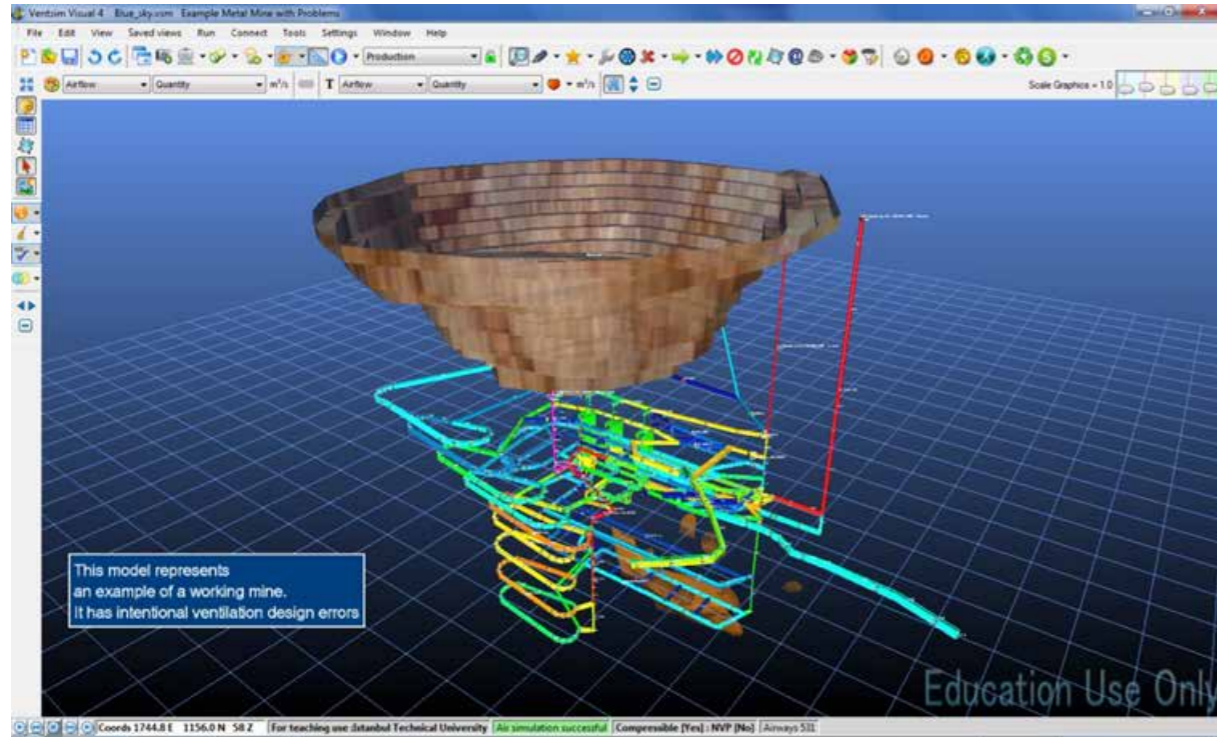 Ventsim Visual 4 Blue_sky.vsm Example Metal Mine with Problems
File Edit View Saved views Run Connect Tools Settings Window Help
Production
Airflow Quantity m³/s T Airflow Quantity m³/s Scale Graphics = 1.0
This model represents
an example of a working mine.
It has intentional ventilation design errors
Education Use Only
Coords 1744.8 E 1156.0 N 58 Z For teaching use :Istanbul Technical University Air simulation successful Compressible [Yes] : NVP [No] Airways 531